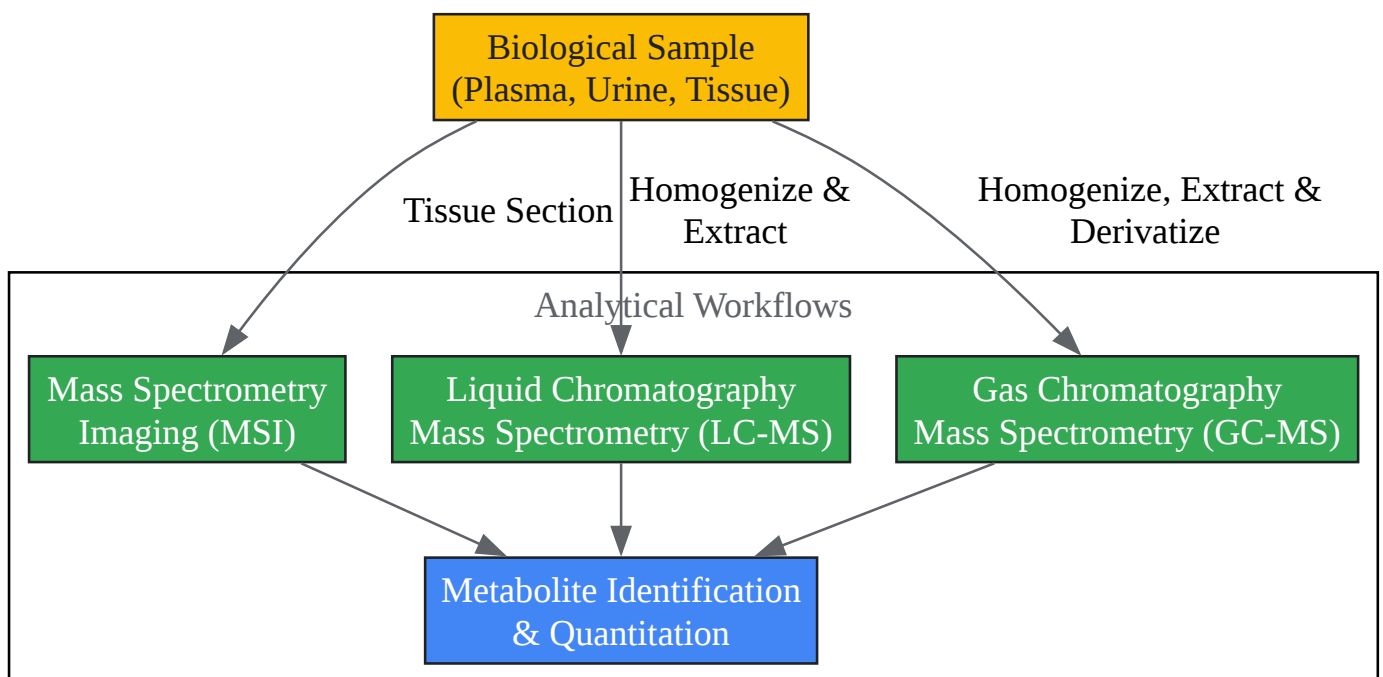 Biological Sample
(Plasma, Urine, Tissue)
Tissue Section
Homogenize &
Extract
Homogenize, Extract &
Derivatize
Analytical Workflows
Mass Spectrometry
Imaging (MSI)
Liquid Chromatography
Mass Spectrometry (LC-MS)
Gas Chromatography
Mass Spectrometry (GC-MS)
Metabolite Identification
& Quantitation